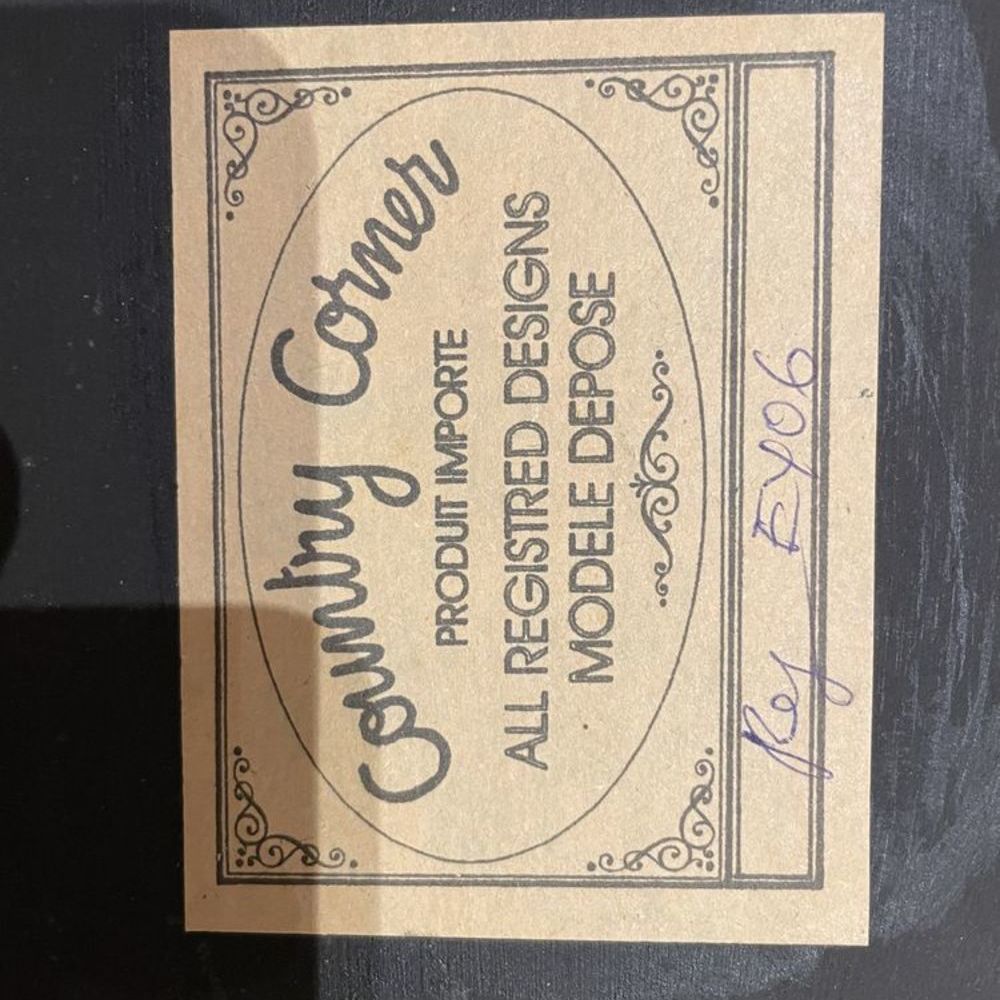 Country Corner
PRODUIT IMPORTE
ALL REGISTRED DESIGNS
MODELE DEPOSE
Ref EY06